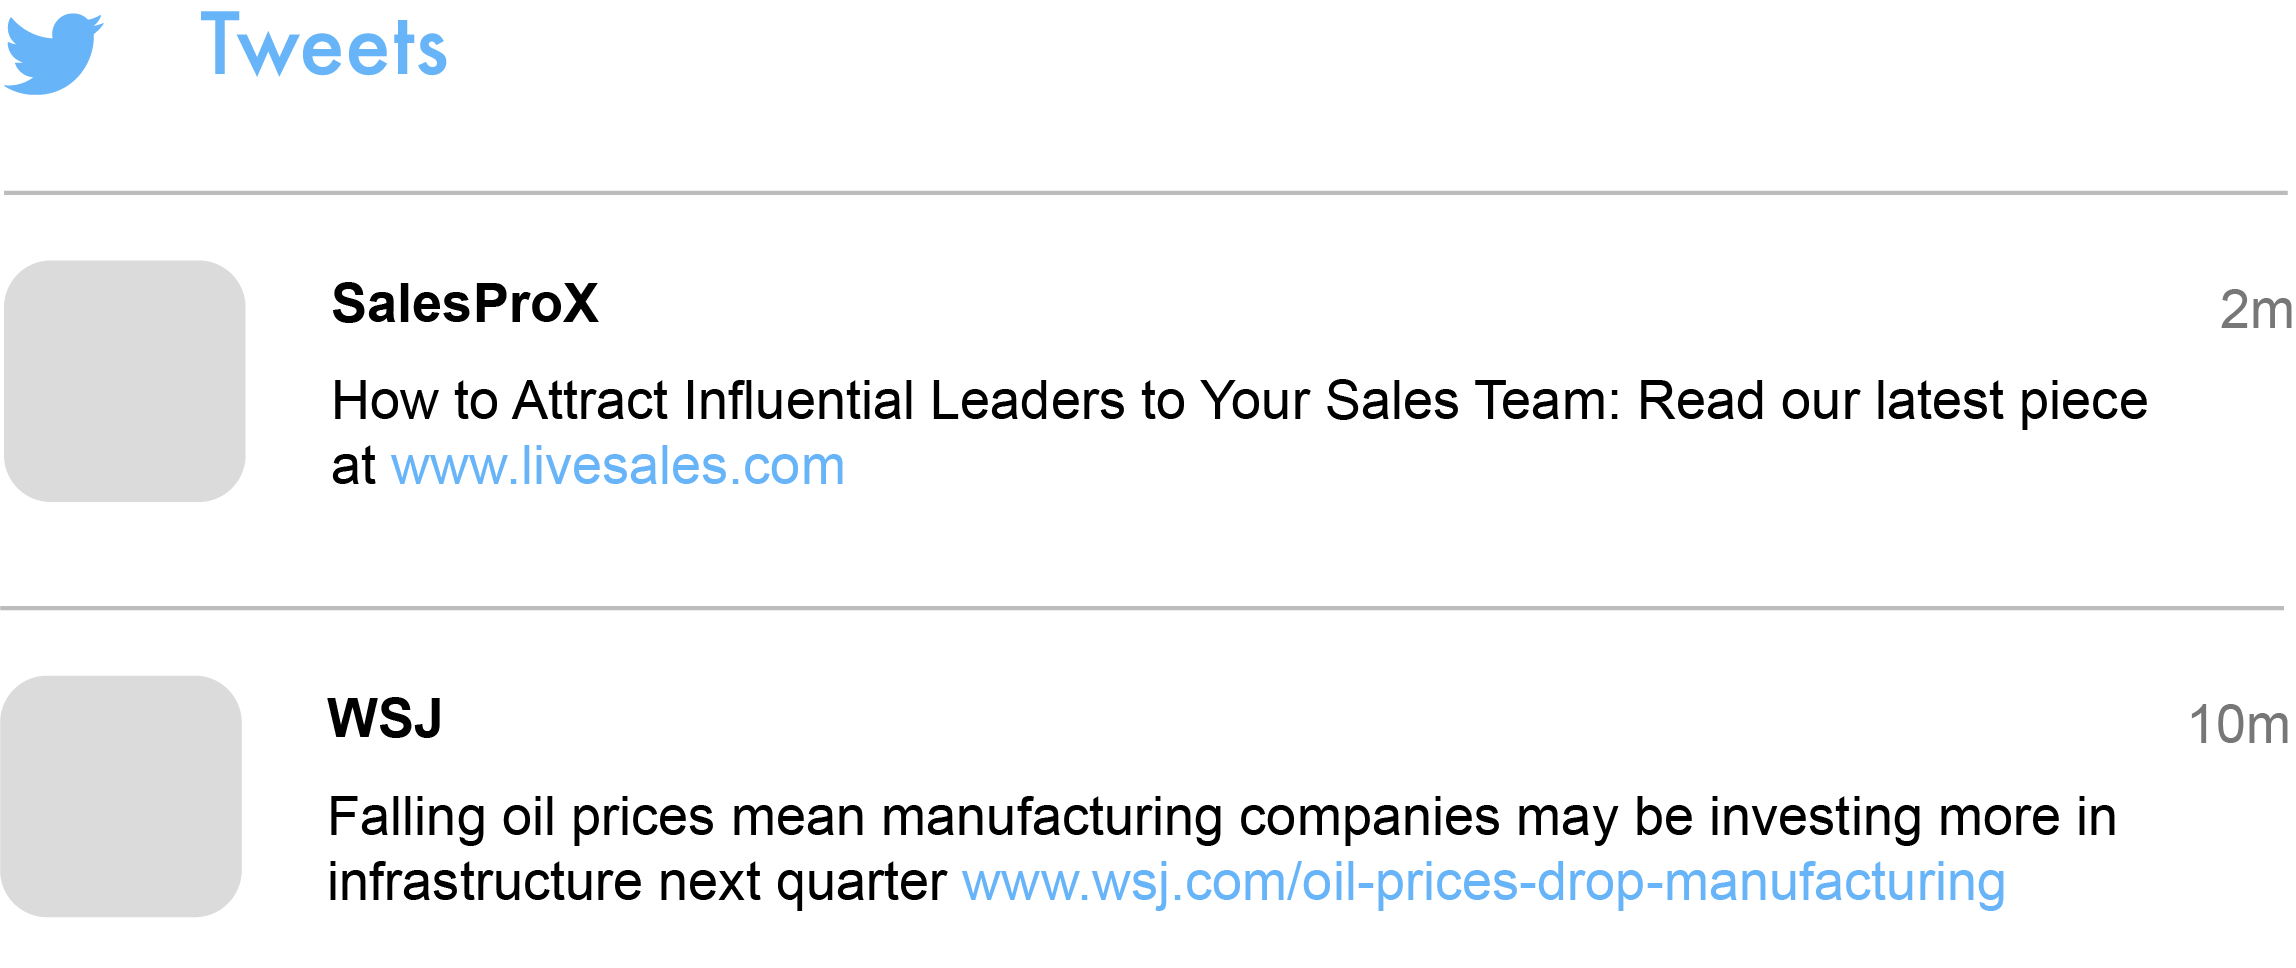 Tweets
SalesProX
2m
How to Attract Influential Leaders to Your Sales Team: Read our latest piece
at www.livesales.com
WSJ
10m
Falling oil prices mean manufacturing companies may be investing more in
infrastructure next quarter www.wsj.com/oil-prices-drop-manufacturing